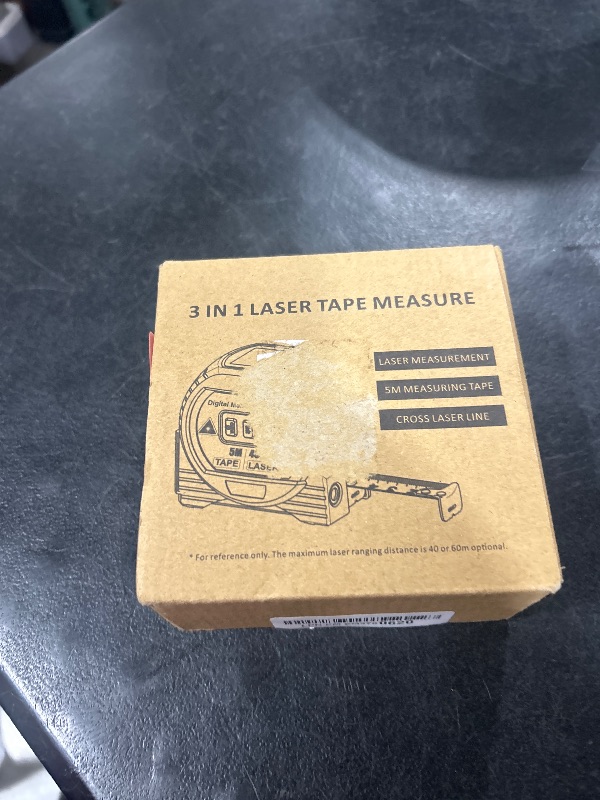 3 IN 1 LASER TAPE MEASURE
LASER MEASUREMENT
5M MEASURING TAPE
CROSS LASER LINE
Digital
5M
TAPE LASER
* For reference only. The maximum laser ranging distance is 40 or 60m optional.